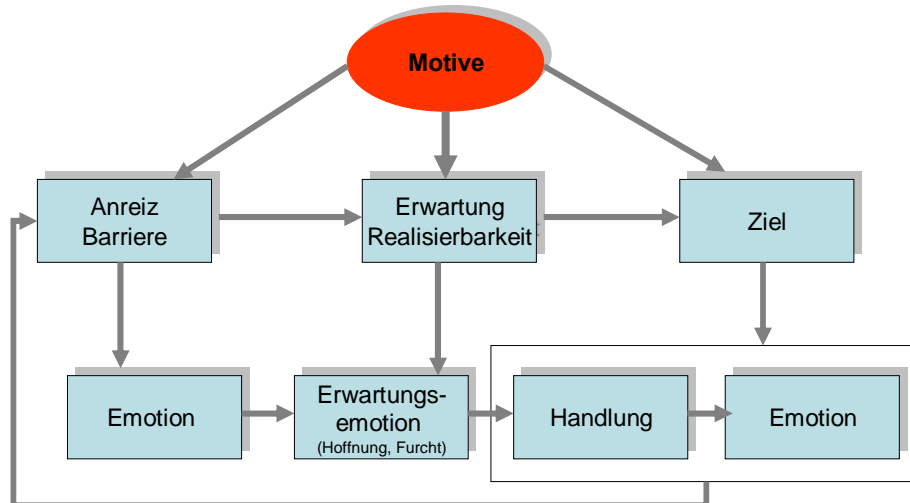 Motive
Anreiz
Barriere
Erwartung
Realisierbarkeit
Ziel
Emotion
Erwartungs-
emotion
(Hoffnung, Furcht)
Handlung
Emotion